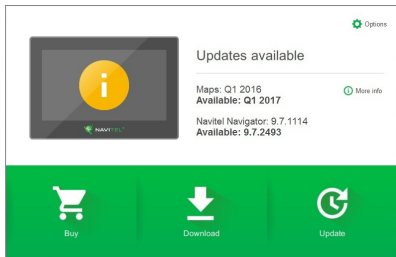 Options
Updates available
Maps: Q1 2016
Available: Q1 2017
More info
Navitel Navigator: 9.7.1114
Available: 9.7.2493
NAVITEL
Buy
Download
Update